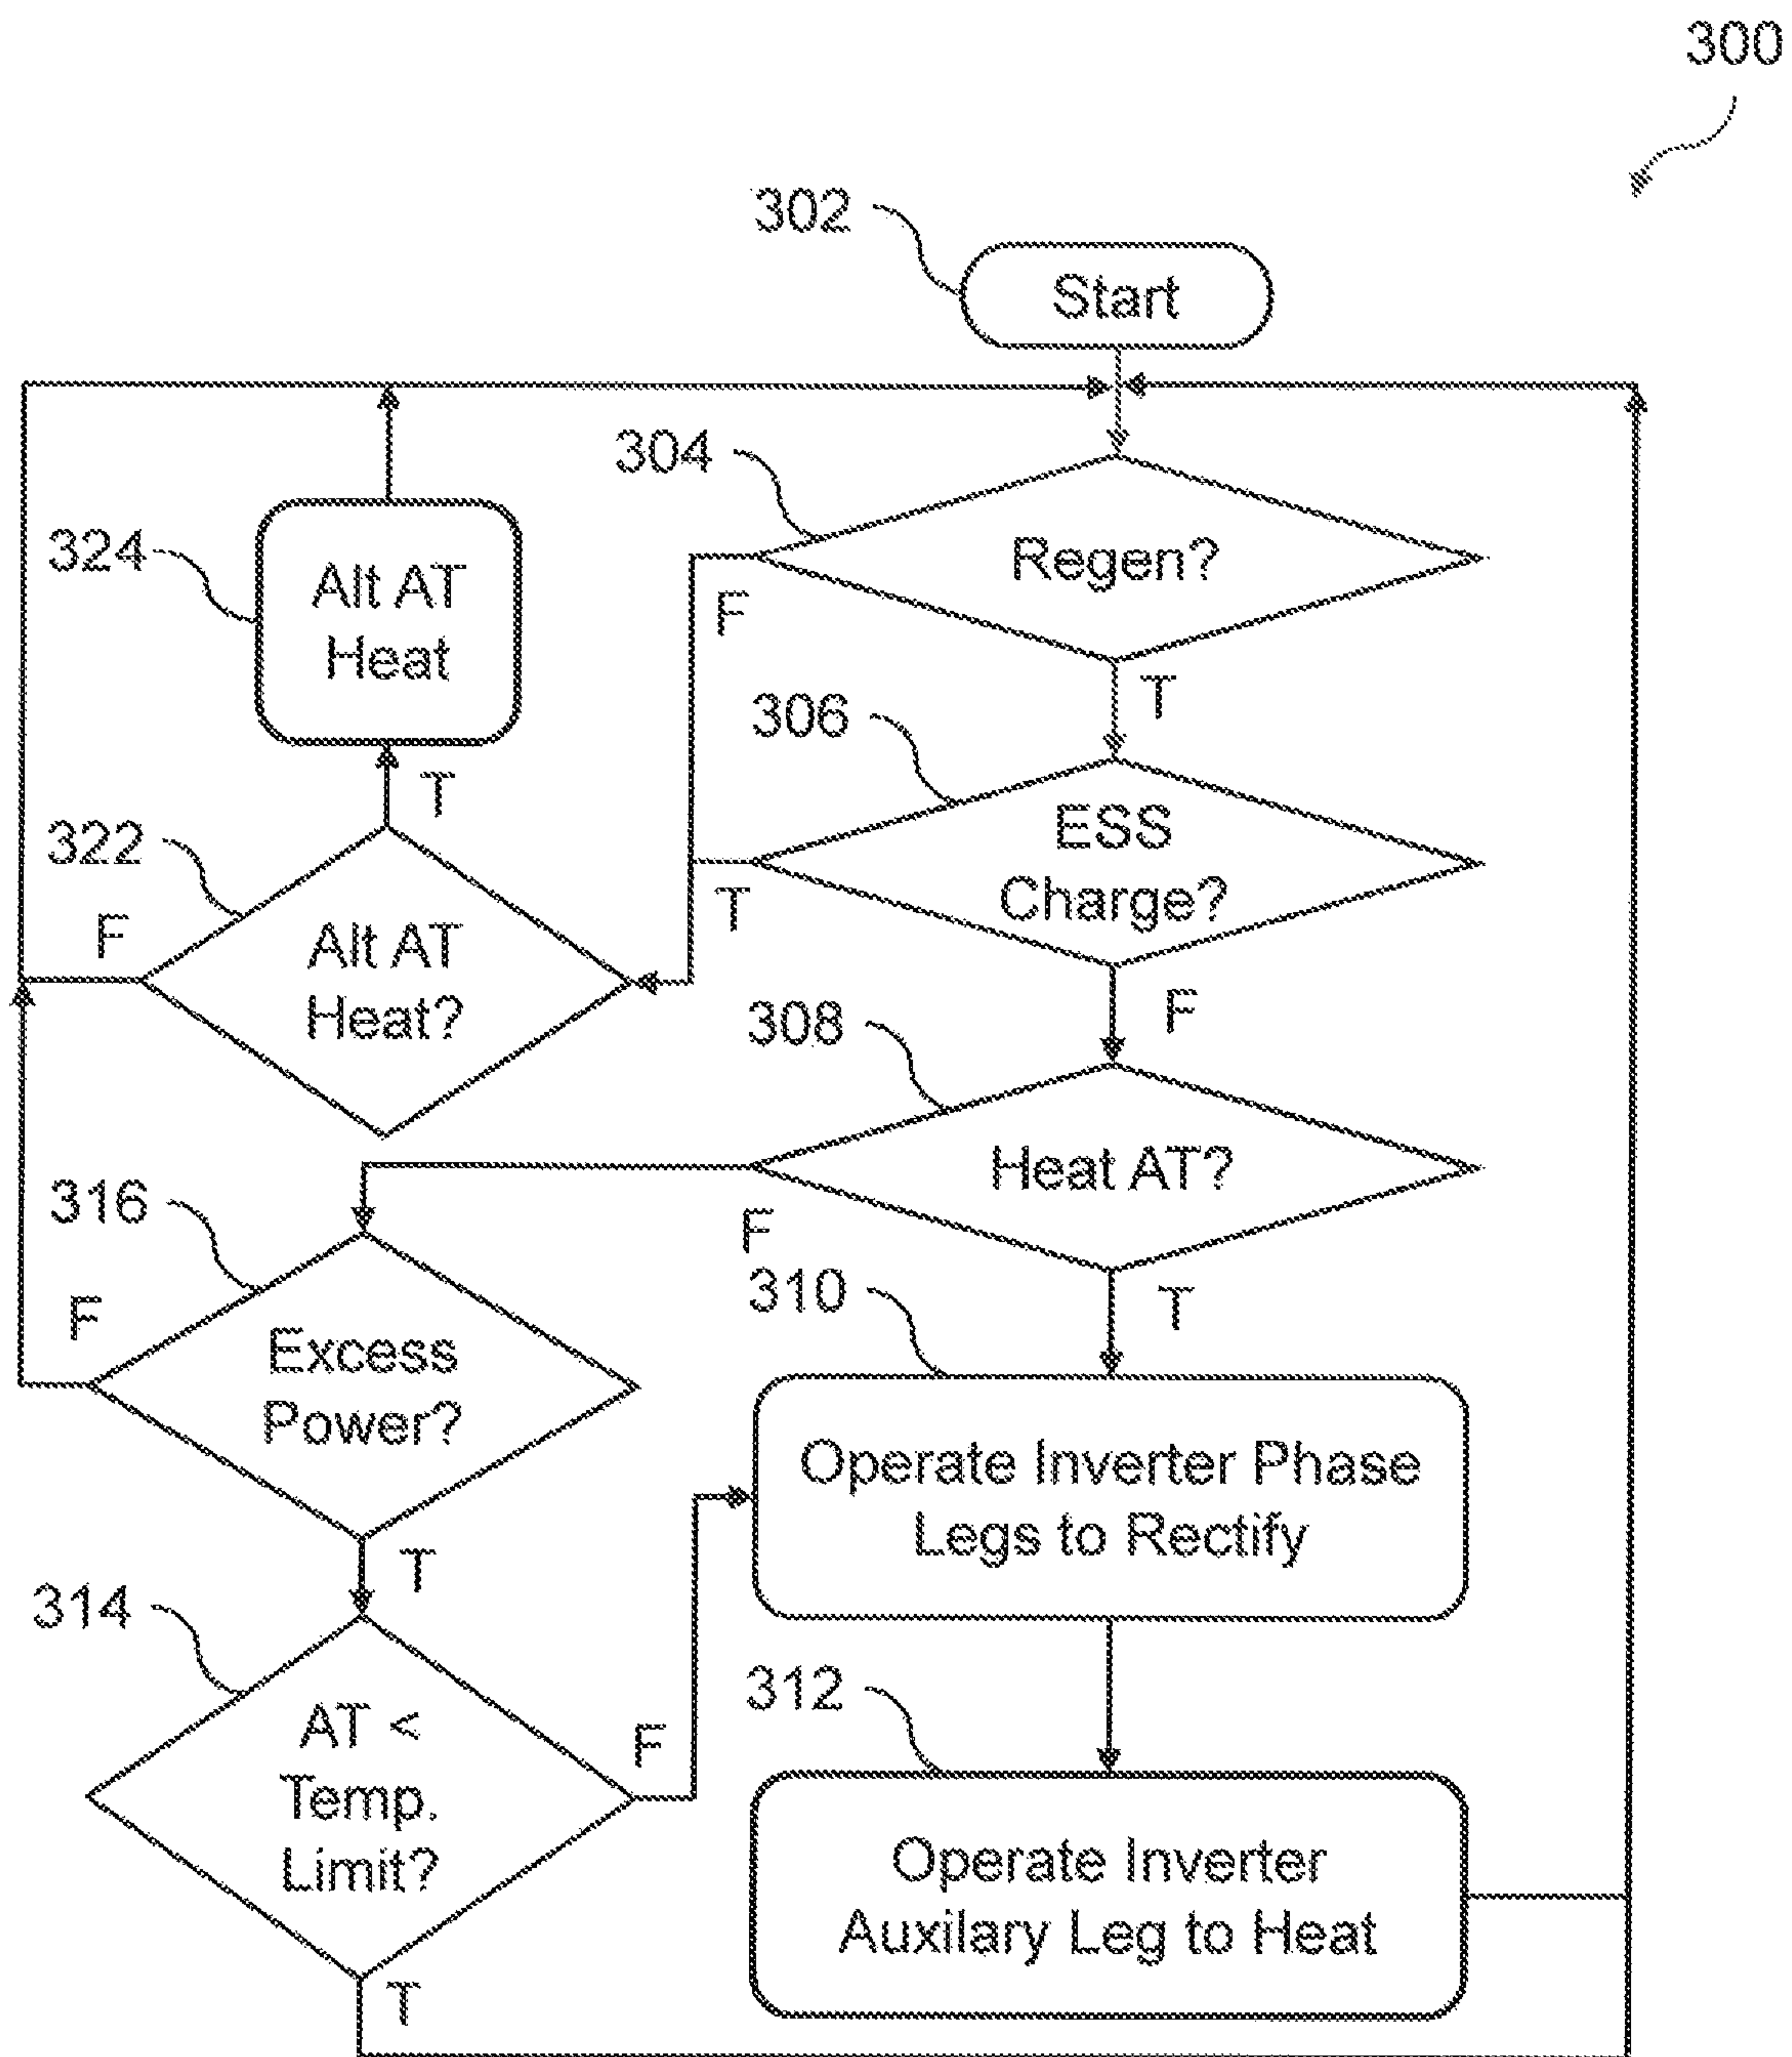 300
302
Start
304
Regen?
F
T
324
Alt AT
Heat
306
ESS
Charge?
T
T
F
322
Alt AT
Heat?
F
308
Heat AT?
F
T
316
Excess
Power?
F
T
310
Operate Inverter Phase
Legs to Rectify
314
AT <
Temp.
Limit?
F
T
312
Operate Inverter
Auxilary Leg to Heat